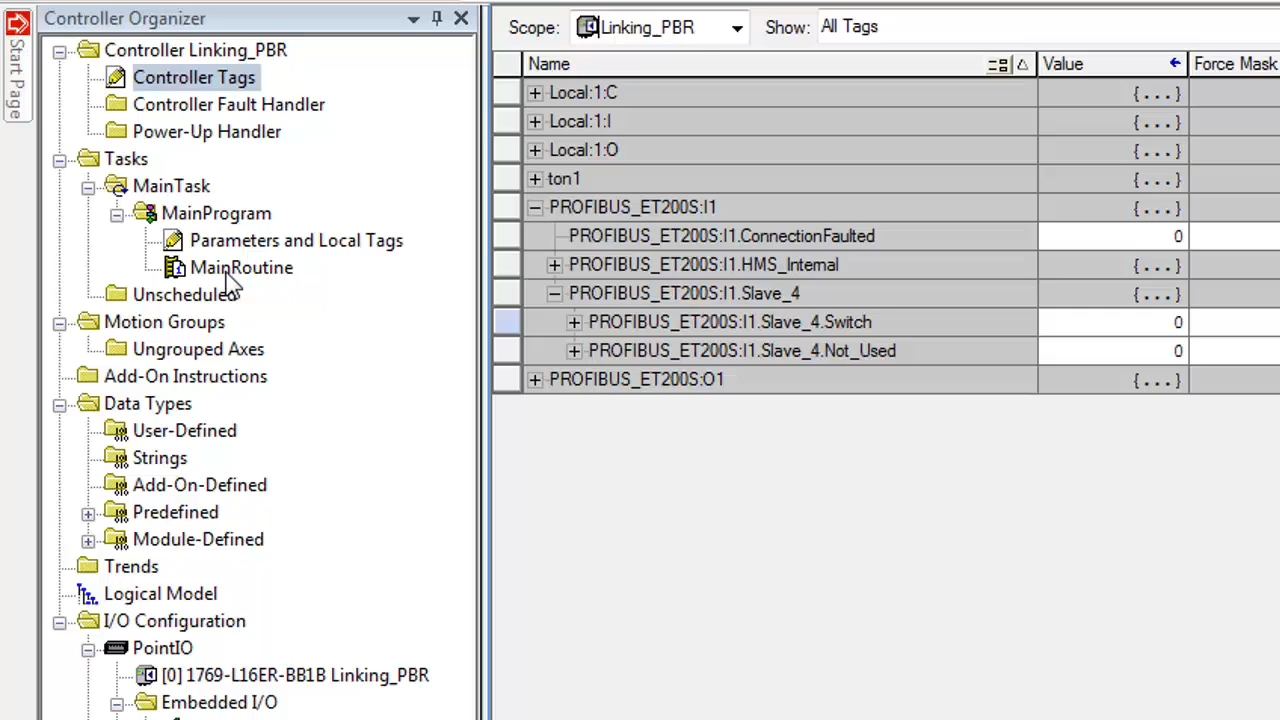 Start Page
Controller Organizer
Controller Linking_PBR
Controller Tags
Controller Fault Handler
Power-Up Handler
Tasks
MainTask
MainProgram
Parameters and Local Tags
MainRoutine
Unscheduled
Motion Groups
Ungrouped Axes
Add-On Instructions
Data Types
User-Defined
Strings
Add-On-Defined
Predefined
Module-Defined
Trends
Logical Model
I/O Configuration
PointIO
[0] 1769-L16ER-BB1B Linking_PBR
Embedded I/O
Scope: Linking_PBR Show: All Tags
Name Value Force Mask
Local:1:C {...}
Local:1:I {...}
Local:1:O {...}
ton1 {...}
PROFIBUS_ET200S:I1 {...}
PROFIBUS_ET200S:I1.ConnectionFaulted 0
PROFIBUS_ET200S:I1.HMS_Internal {...}
PROFIBUS_ET200S:I1.Slave_4 {...}
PROFIBUS_ET200S:I1.Slave_4.Switch 0
PROFIBUS_ET200S:I1.Slave_4.Not_Used 0
PROFIBUS_ET200S:O1 {...}